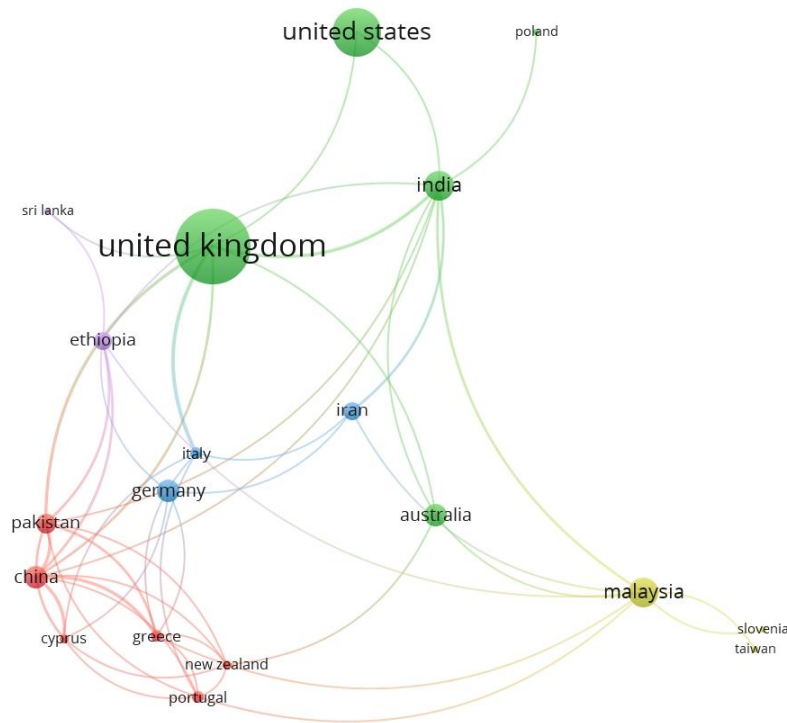 united states
poland
india
sri lanka
united kingdom
ethiopia
iran
italy
germany
australia
pakistan
china
malaysia
slovenia
cyprus
greece
taiwan
new zealand
portugal